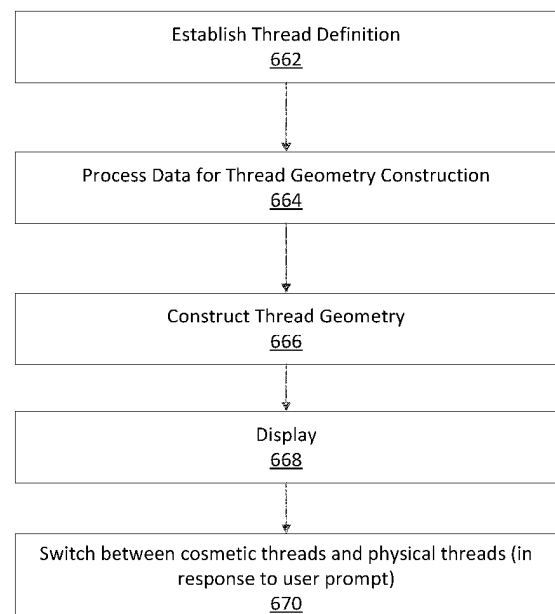 Establish Thread Definition
662
Process Data for Thread Geometry Construction
664
Construct Thread Geometry
666
Display
668
Switch between cosmetic threads and physical threads (in
response to user prompt)
670